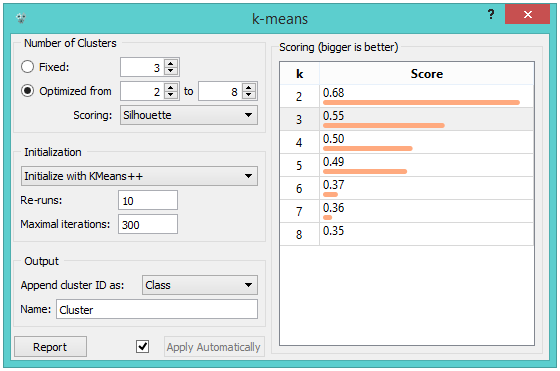 k-means
?
Number of Clusters
Fixed: 3
Optimized from 2 to 8
Scoring: Silhouette
Initialization
Initialize with KMeans++
Re-runs: 10
Maximal iterations: 300
Output
Append cluster ID as: Class
Name: Cluster
Report
Apply Automatically
Scoring (bigger is better)
k Score
2 0.68
3 0.55
4 0.50
5 0.49
6 0.37
7 0.36
8 0.35